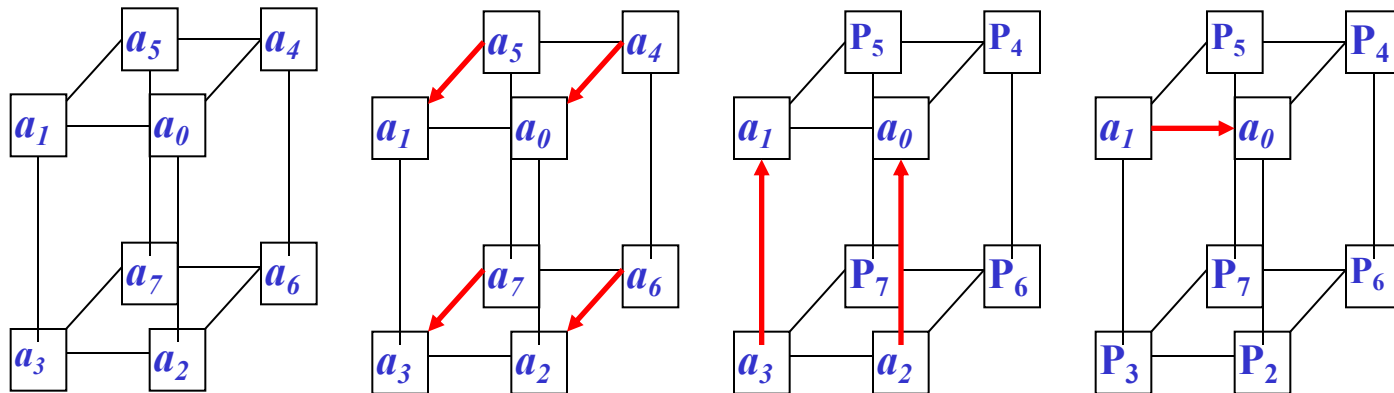 a5 a4 a5 a4 P5 P4 P5 P4
a1 a0 a1 a0 a1 a0 a1 a0
a7 a6 a7 a6 P7 P6 P7 P6
a3 a2 a3 a2 a3 a2 P3 P2